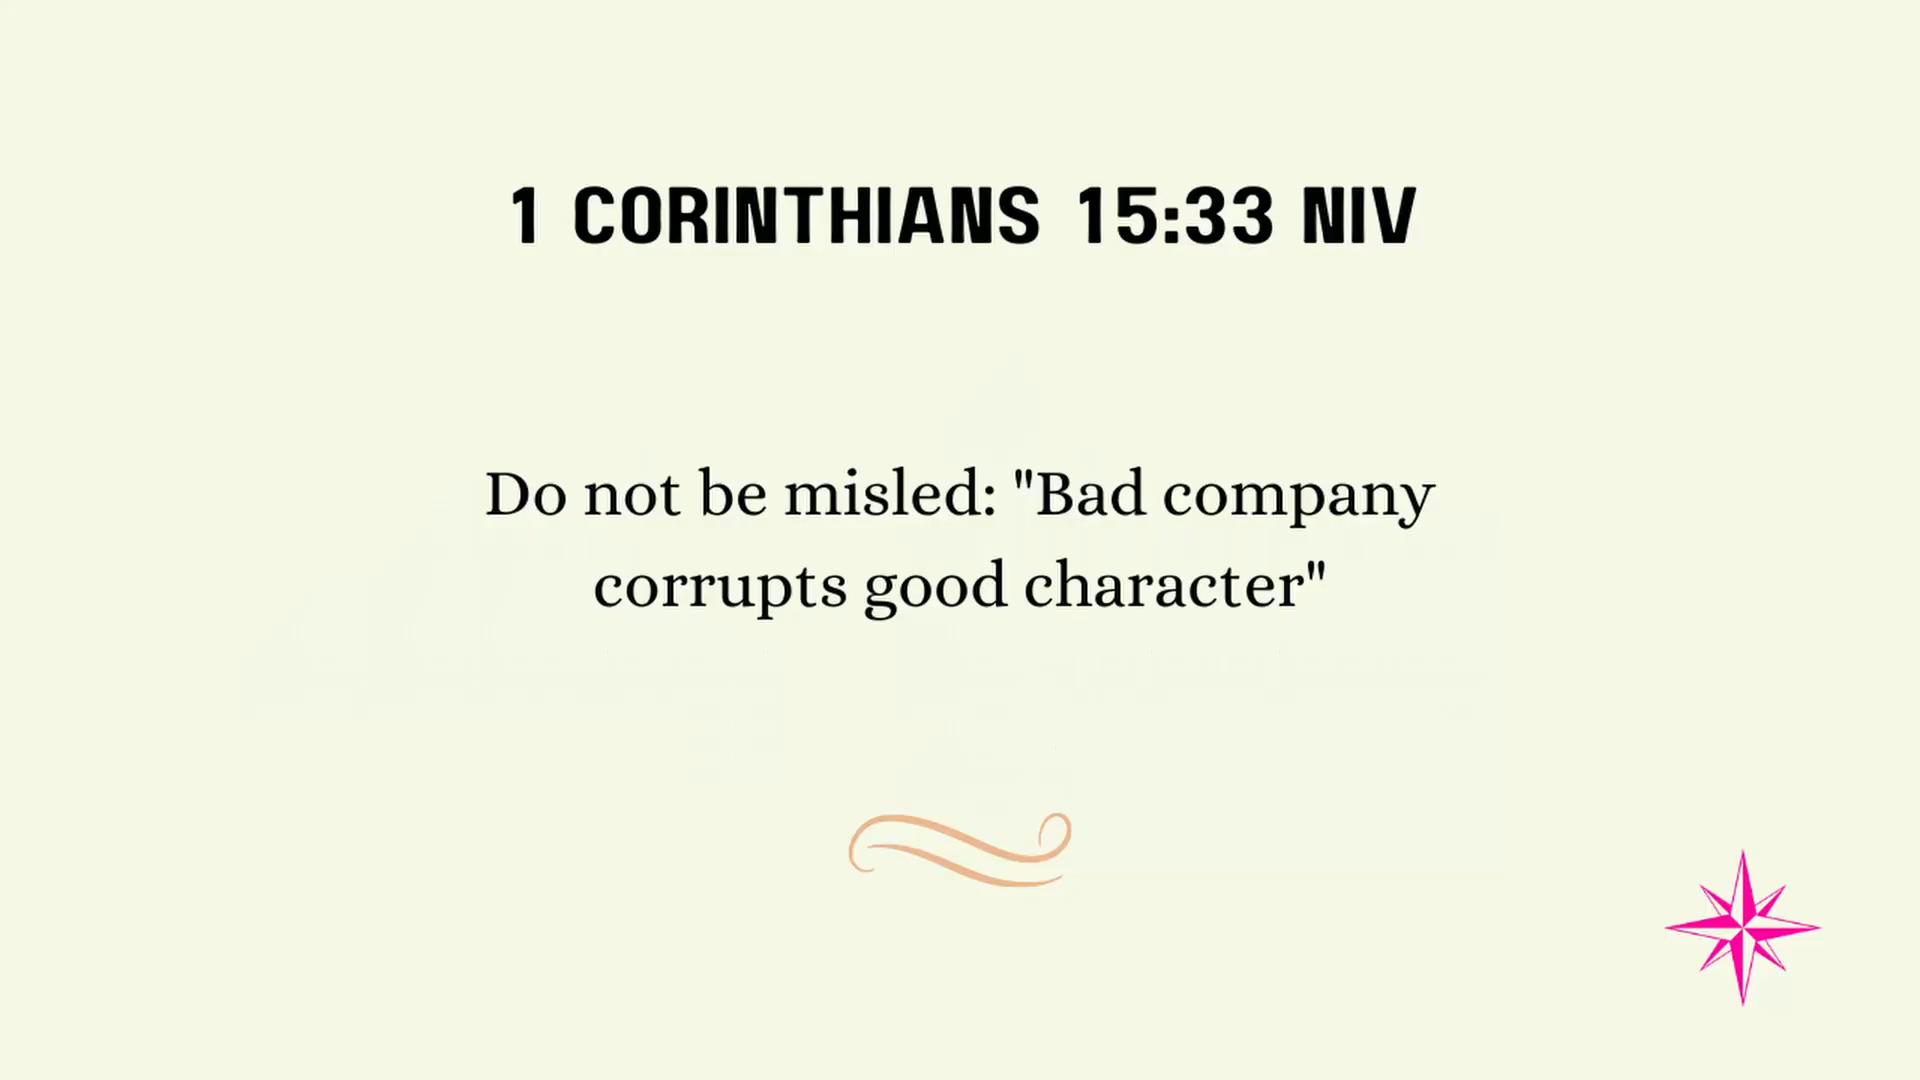 1 CORINTHIANS 15:33 NIV
Do not be misled: "Bad company
corrupts good character"